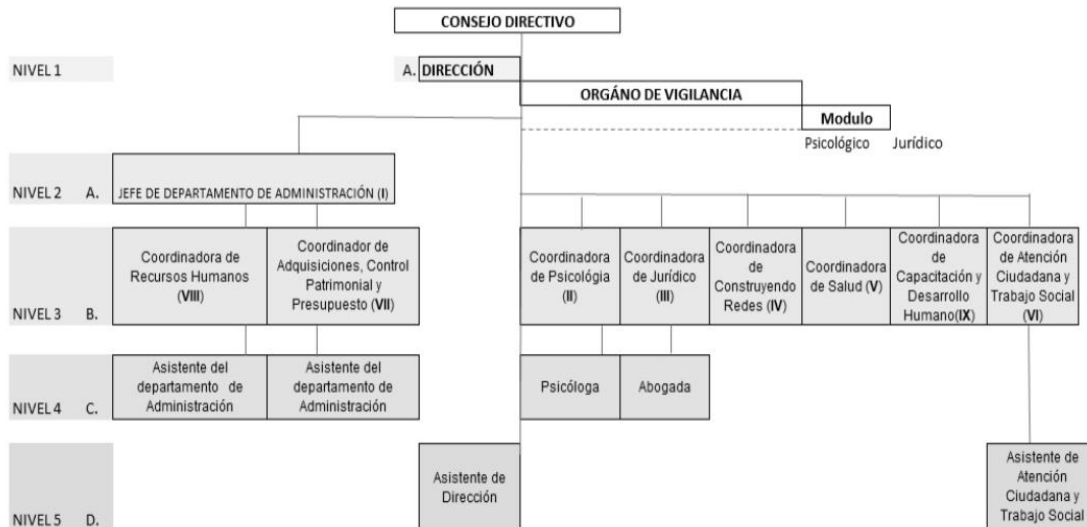 CONSEJO DIRECTIVO
NIVEL 1
A. DIRECCIÓN
ORGÁNO DE VIGILANCIA
Modulo
Psicológico Jurídico
NIVEL 2 A.
JEFE DE DEPARTAMENTO DE ADMINISTRACIÓN (I)
NIVEL 3 B.
Coordinadora de
Recursos Humanos
(VIII)
Coordinador de
Adquisiciones, Control
Patrimonial y
Presupuesto (VII)
Coordinadora
de Psicológia
(II)
Coordinadora
de Jurídico
(III)
Coordinadora
de
Construyendo
Redes (IV)
Coordinadora
de Salud (V)
Coordinadora
de
Capacitación y
Desarrollo
Humano(IX)
Coordinadora
de Atención
Ciudadana y
Trabajo Social
(VI)
NIVEL 4 C.
Asistente del
departamento de
Administración
Asistente del
departamento de
Administración
Psicóloga
Abogada
NIVEL 5 D.
Asistente de
Dirección
Asistente de
Atención
Ciudadana y
Trabajo Social